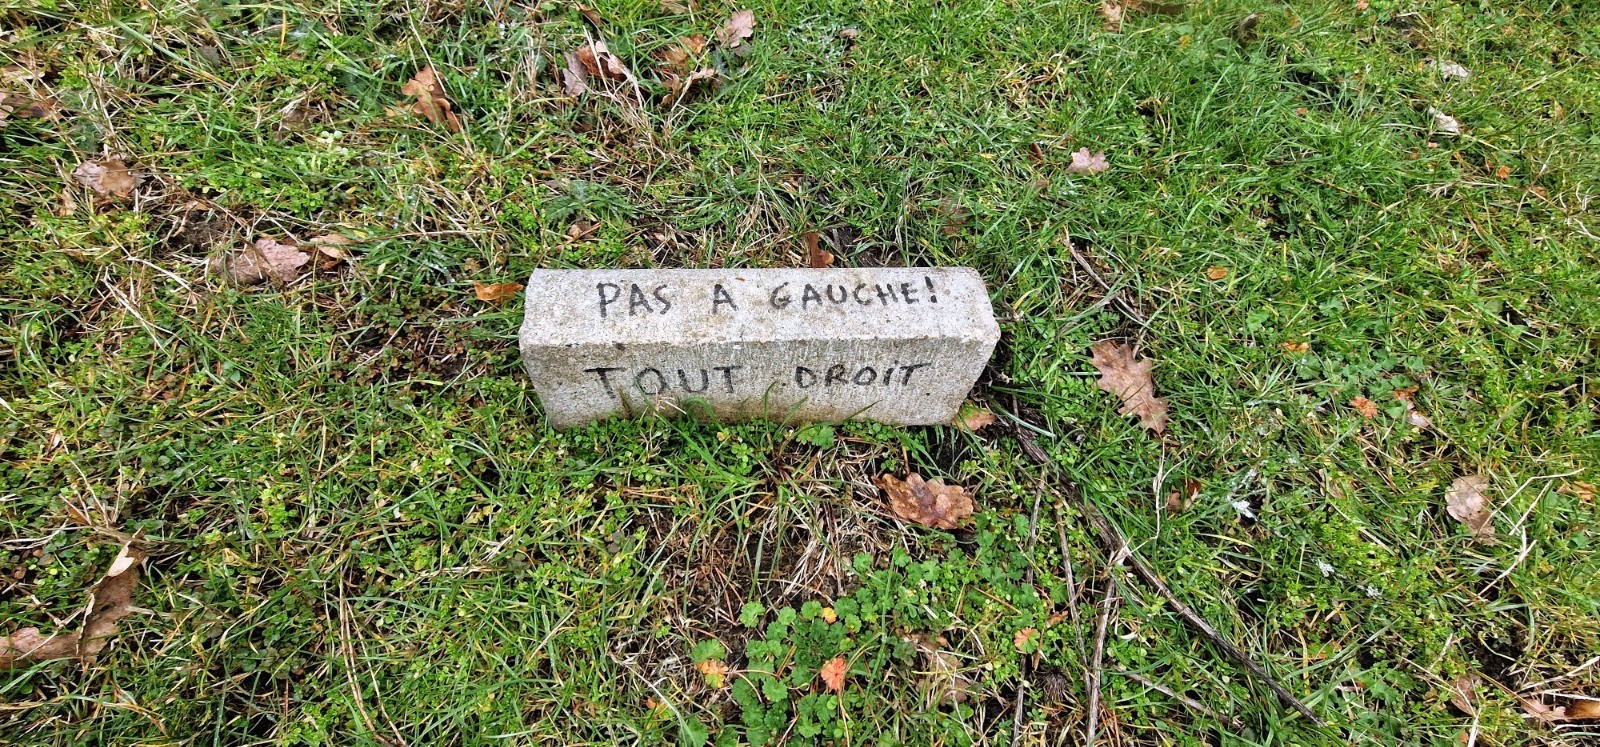 PAS A GAUCHE!
TOUT DROIT